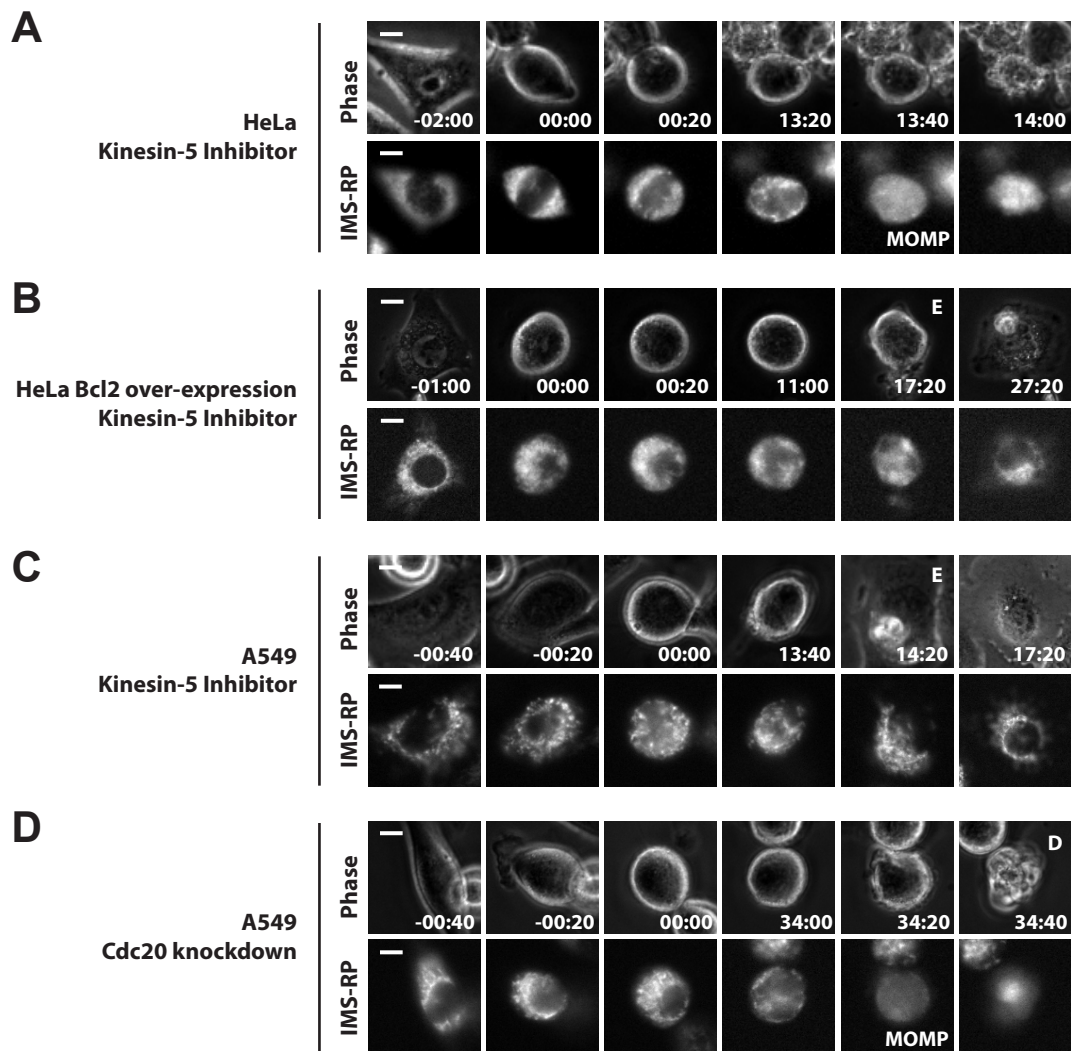 A
HeLa
Kinesin-5 Inhibitor
Phase
-02:00
00:00
00:20
13:20
13:40
14:00
IMS-RP
MOMP
B
HeLa Bcl2 over-expression
Kinesin-5 Inhibitor
Phase
-01:00
00:00
00:20
11:00
E
17:20
27:20
IMS-RP
C
A549
Kinesin-5 Inhibitor
Phase
-00:40
-00:20
00:00
13:40
E
14:20
17:20
IMS-RP
D
A549
Cdc20 knockdown
Phase
-00:40
-00:20
00:00
34:00
34:20
D
34:40
IMS-RP
MOMP